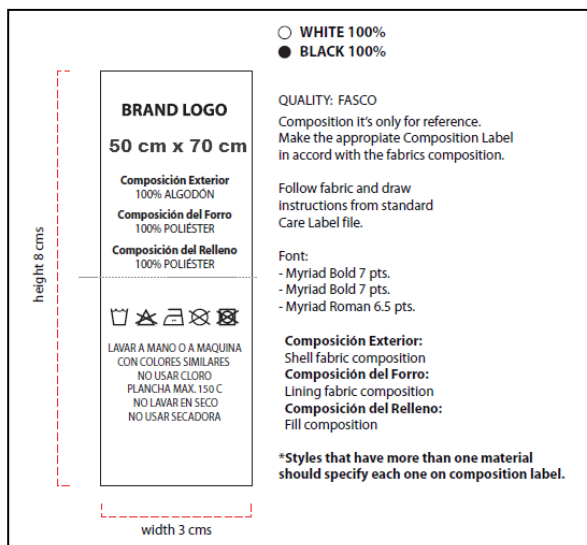 WHITE 100%
BLACK 100%
BRAND LOGO
50 cm x 70 cm
Composición Exterior
100% ALGODÓN
Composición del Forro
100% POLIÉSTER
Composición del Relleno
100% POLIÉSTER
LAVAR A MANO O A MAQUINA
CON COLORES SIMILARES
NO USAR CLORO
PLANCHA MAX. 150 C
NO LAVAR EN SECO
NO USAR SECADORA
height 8 cms
width 3 cms
QUALITY: FASCO
Composition it's only for reference.
Make the appropiate Composition Label
in accord with the fabrics composition.
Follow fabric and draw
instructions from standard
Care Label file.
Font:
- Myriad Bold 7 pts.
- Myriad Bold 7 pts.
- Myriad Roman 6.5 pts.
Composición Exterior:
Shell fabric composition
Composición del Forro:
Lining fabric composition
Composición del Relleno:
Fill composition
*Styles that have more than one material
should specify each one on composition label.